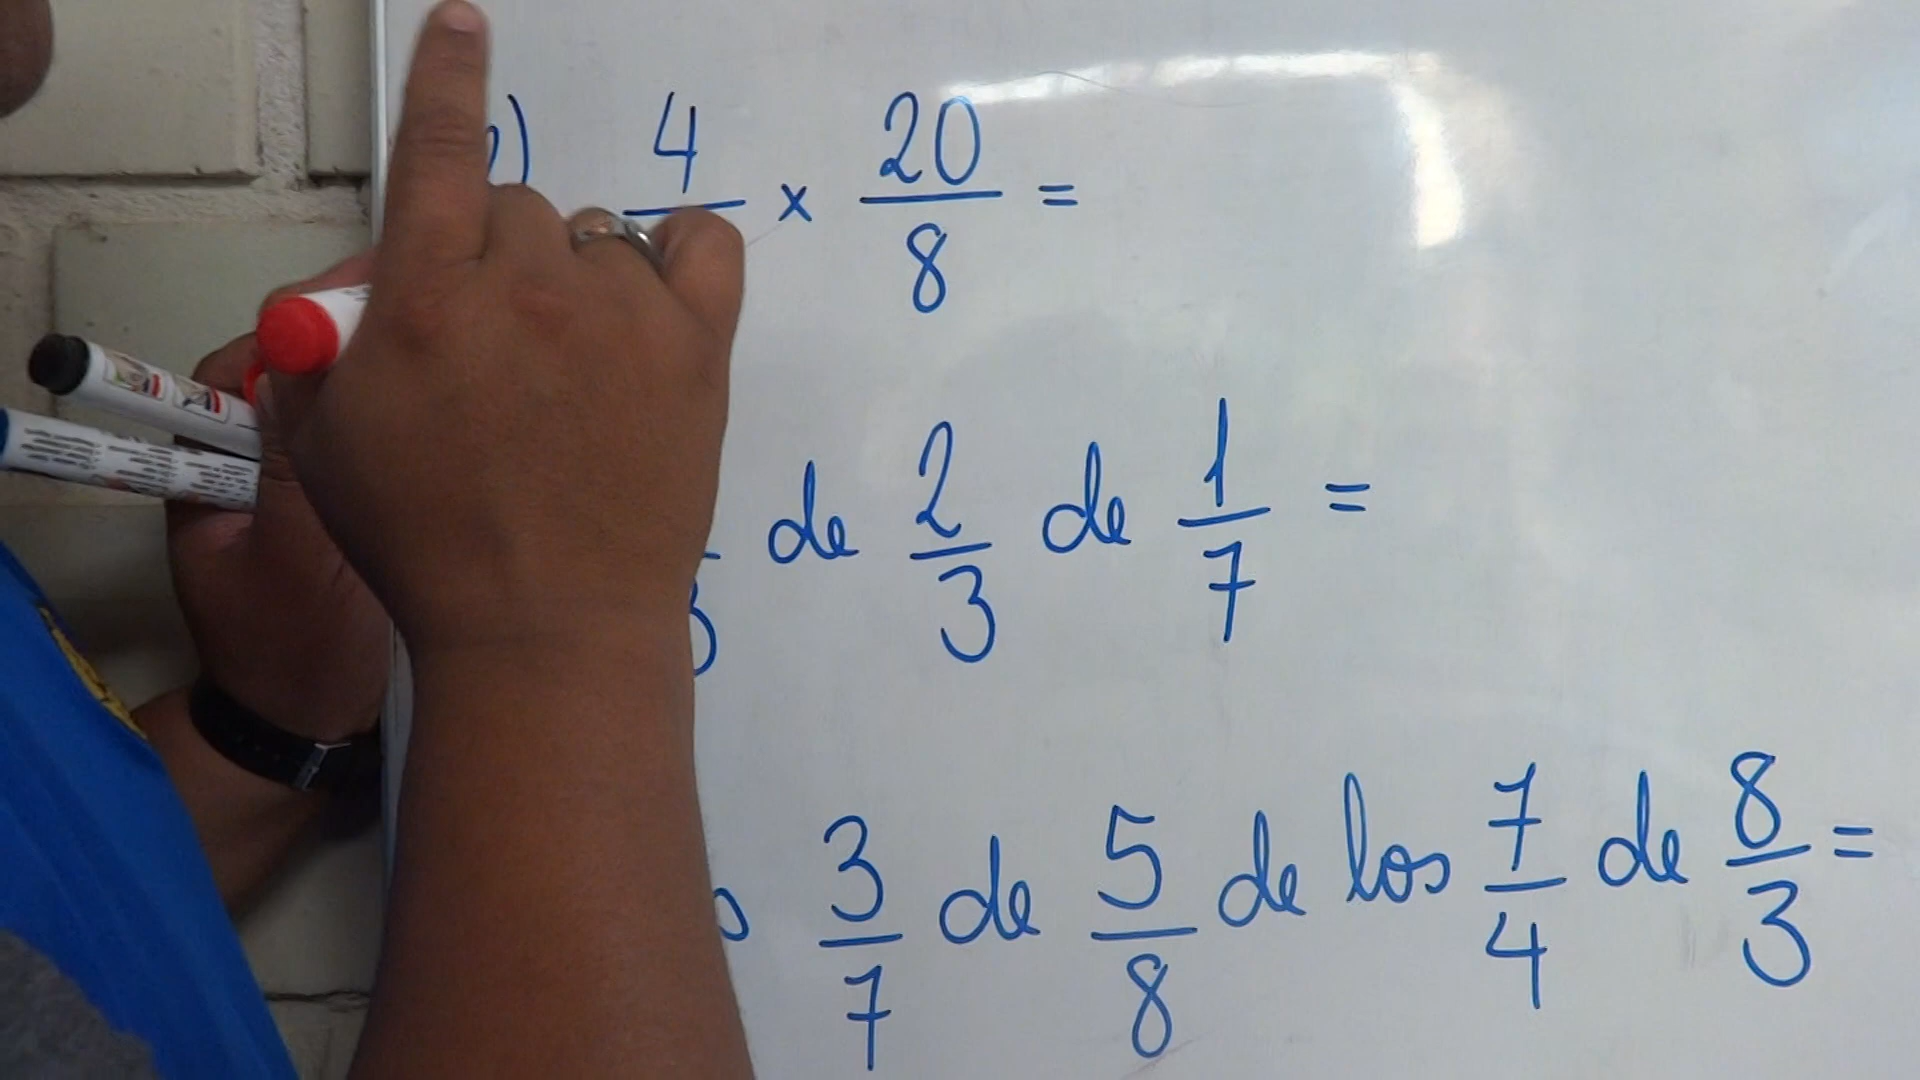 ) 4/ × 20/8 =
/3 de 2/3 de 1/7 =
3/7 de 5/8 de los 7/4 de 8/3 =